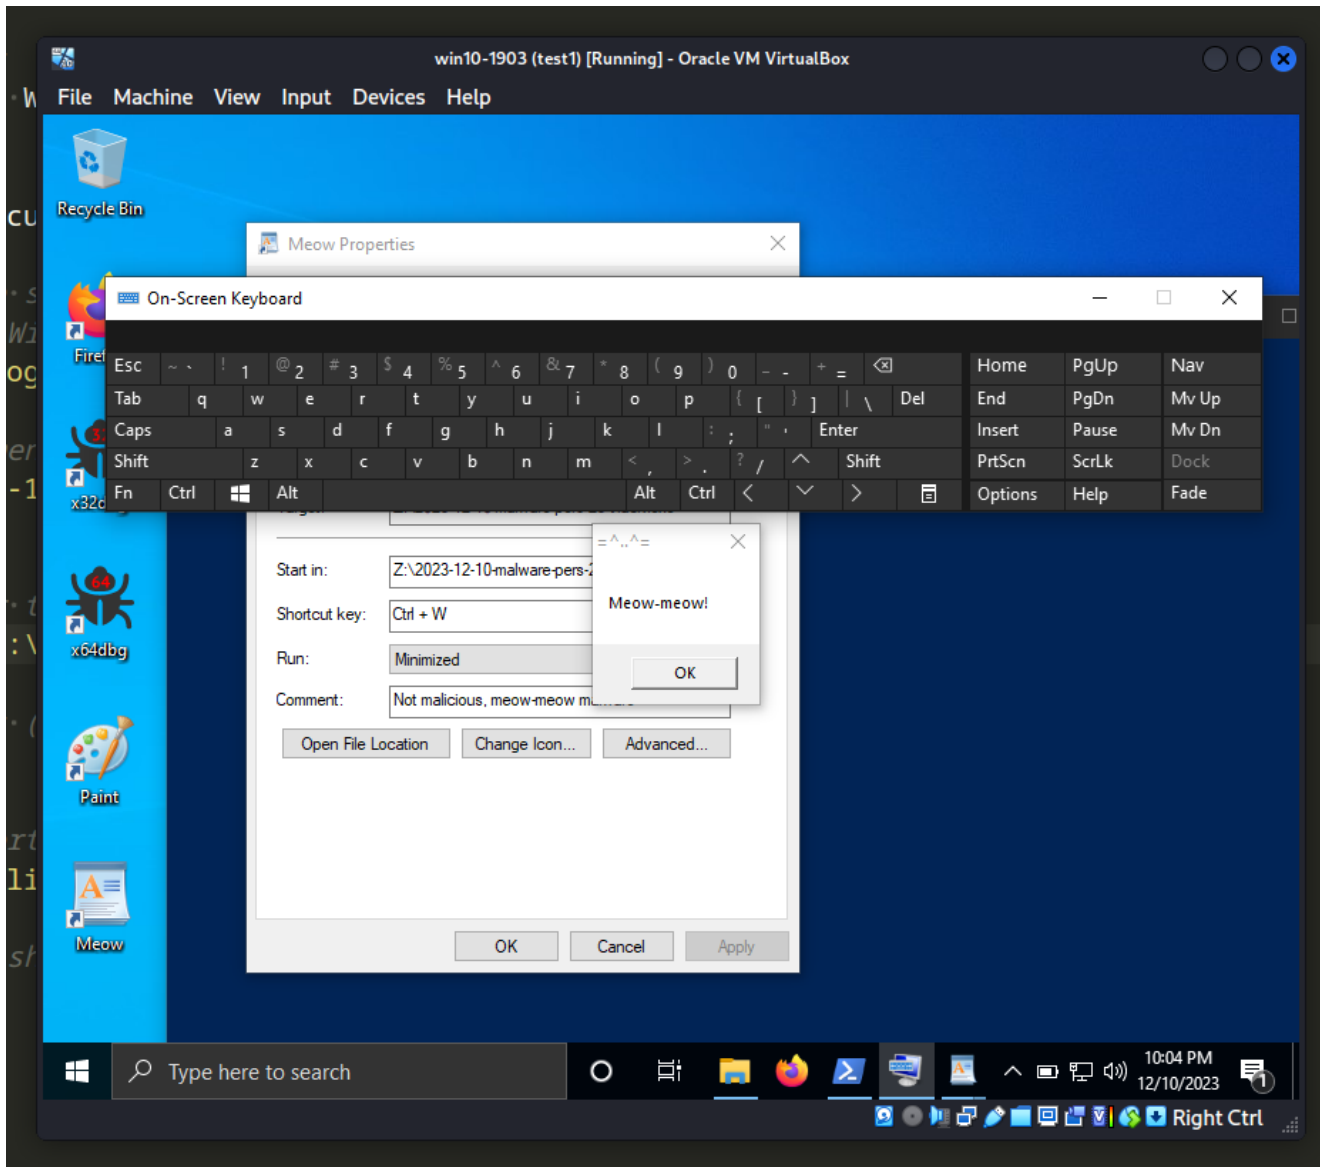 win10-1903 (test1) [Running] - Oracle VM VirtualBox
File Machine View Input Devices Help
Recycle Bin
Meow Properties
On-Screen Keyboard
Esc ~ ` ! 1 @ 2 # 3 $ 4 % 5 ^ 6 & 7 * 8 ( 9 ) 0 _ - + = Home PgUp Nav
Tab q w e r t y u i o p { [ } ] | \ Del End PgDn Mv Up
Caps a s d f g h j k l : ; " ' Enter Insert Pause Mv Dn
Shift z x c v b n m < , > . ? / Shift PrtScn ScrLk Dock
Fn Ctrl Alt Alt Ctrl Options Help Fade
Firef
x32d
=^..^=
Start in: Z:\2023-12-10-malware-pers-2
Meow-meow!
Shortcut key: Ctrl + W
x64dbg
Run: Minimized
OK
Comment: Not malicious, meow-meow malware
Open File Location Change Icon... Advanced...
Paint
Meow
OK Cancel Apply
Type here to search
10:04 PM
12/10/2023
1
Right Ctrl